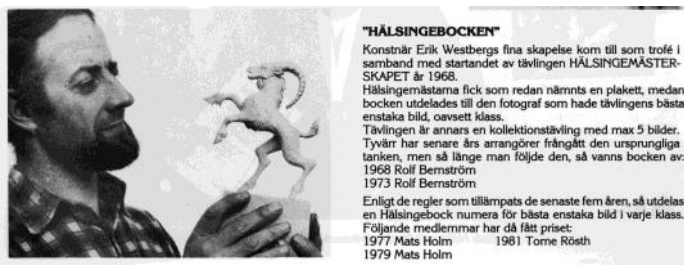 "HÄLSINGEBOCKEN"
Konstnär Erik Westbergs fina skapelse kom till som trofé i
samband med startandet av tävlingen HÄLSINGEMÄSTER-
SKAPET år 1968.
Hälsingemästarna fick som redan nämnts en plakett, medan
bocken utdelades till den fotograf som hade tävlingens bästa
enstaka bild, oavsett klass.
Tävlingen är annars en kollektionstävling med max 5 bilder.
Tyvärr har senare års arrangörer frångått den ursprungliga
tanken, men så länge man följde den, så vanns bocken av:
1968 Rolf Bernström
1973 Rolf Bernström
Enligt de regler som tillämpats de senaste fem åren, så utdelas
en Hälsingebock numera för bästa enstaka bild i varje klass.
Följande medlemmar har då fått priset:
1977 Mats Holm 1981 Torne Rösth
1979 Mats Holm